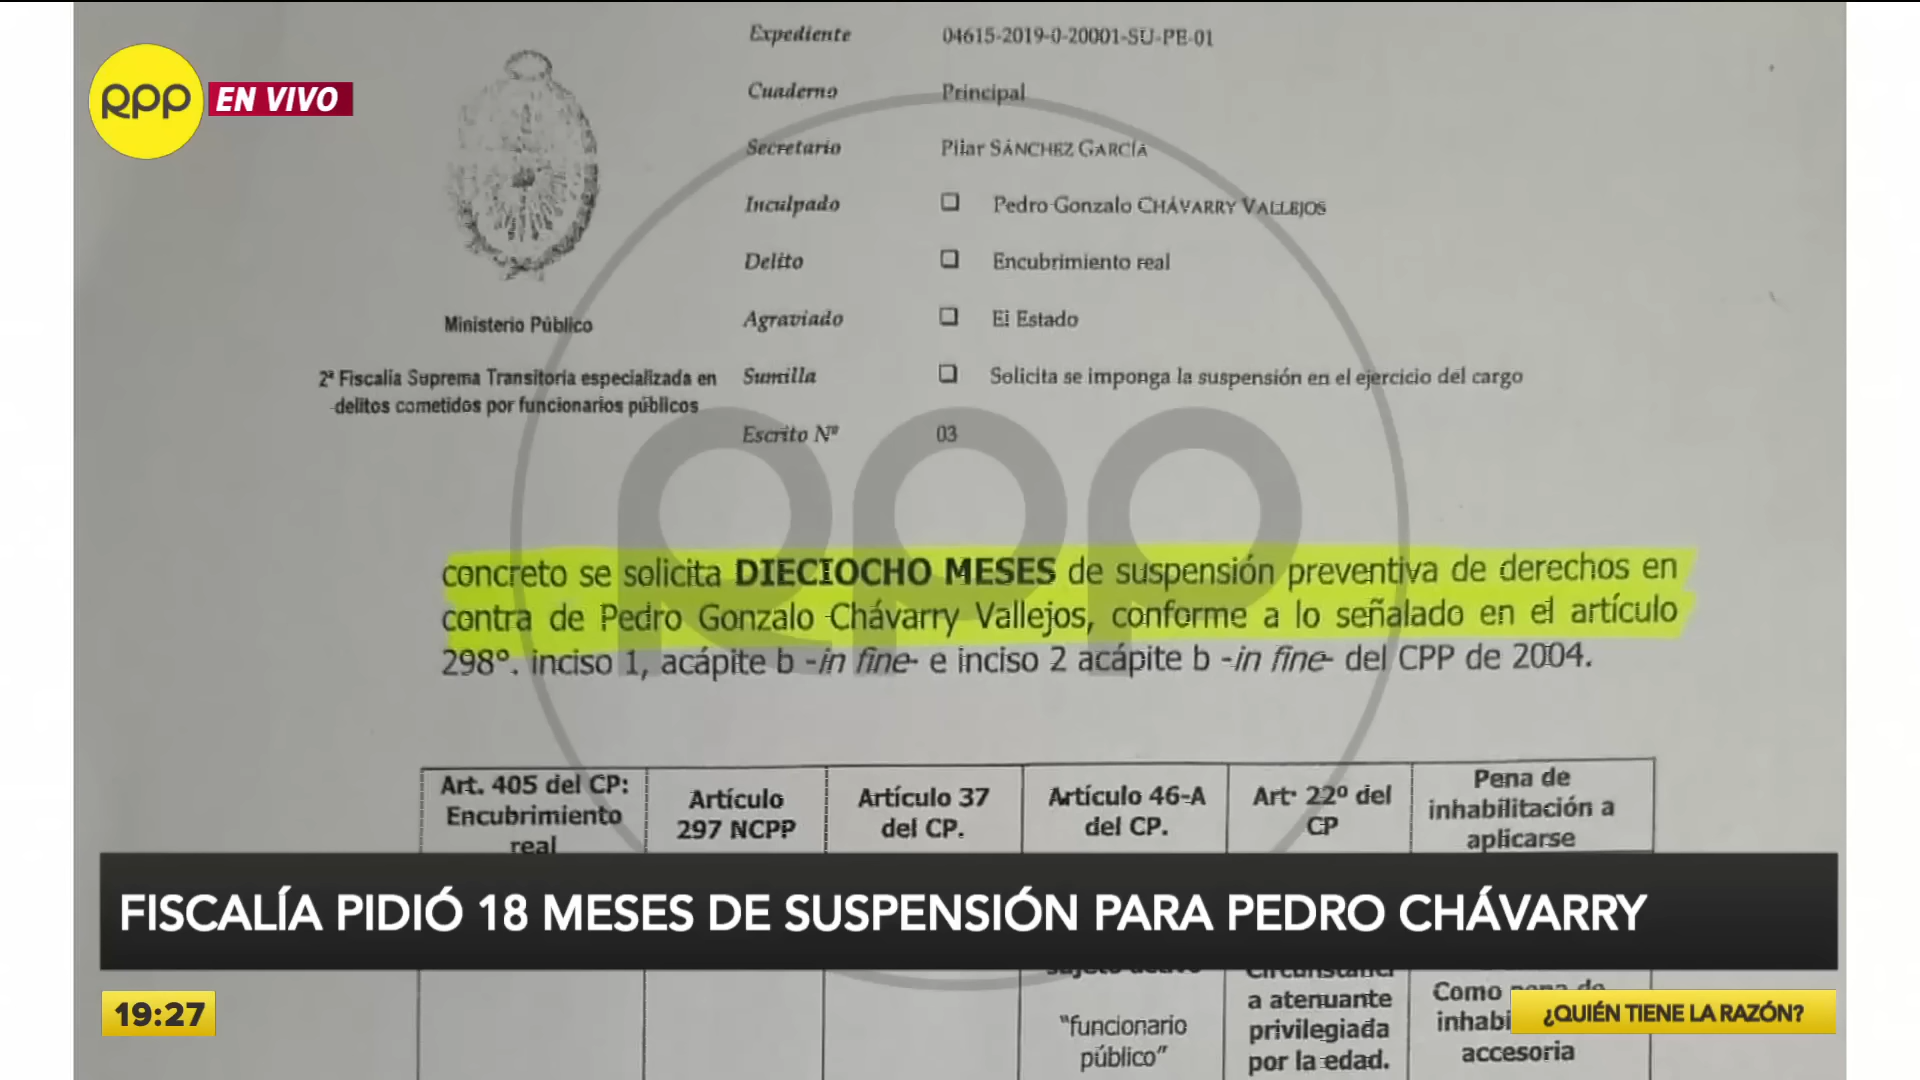 RPP EN VIVO
Expediente 04615-2019-0-20001-SU-PE-01
Cuaderno Principal
Secretario Pilar SÁNCHEZ GARCÍA
Inculpado Pedro Gonzalo CHÁVARRY VALLEJOS
Delito Encubrimiento real
Agraviado El Estado
Sumilla Solicita se imponga la suspensión en el ejercicio del cargo
Escrito Nº 03
Ministerio Público
2ª Fiscalía Suprema Transitoria especializada en
delitos cometidos por funcionarios públicos
RPP
concreto se solicita DIECIOCHO MESES de suspensión preventiva de derechos en
contra de Pedro Gonzalo Chávarry Vallejos, conforme a lo señalado en el artículo
298°. inciso 1, acápite b -in fine- e inciso 2 acápite b -in fine- del CPP de 2004.
Art. 405 del CP:
Encubrimiento
real
Artículo
297 NCPP
Artículo 37
del CP.
Artículo 46-A
del CP.
Art. 22º del
CP
Pena de
inhabilitación a
aplicarse
FISCALÍA PIDIÓ 18 MESES DE SUSPENSIÓN PARA PEDRO CHÁVARRY
"funcionario
público"
a atenuante
privilegiada
por la edad.
Como
inhabi
accesoria
19:27
¿QUIÉN TIENE LA RAZÓN?